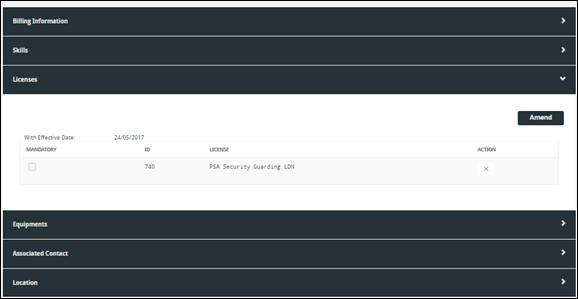 Billing Information
Skills
Licenses
Amend
With Effective Date: 24/05/2017
MANDATORY ID LICENSE ACTION
740 PSA Security Guarding LDN
Equipments
Associated Contact
Location